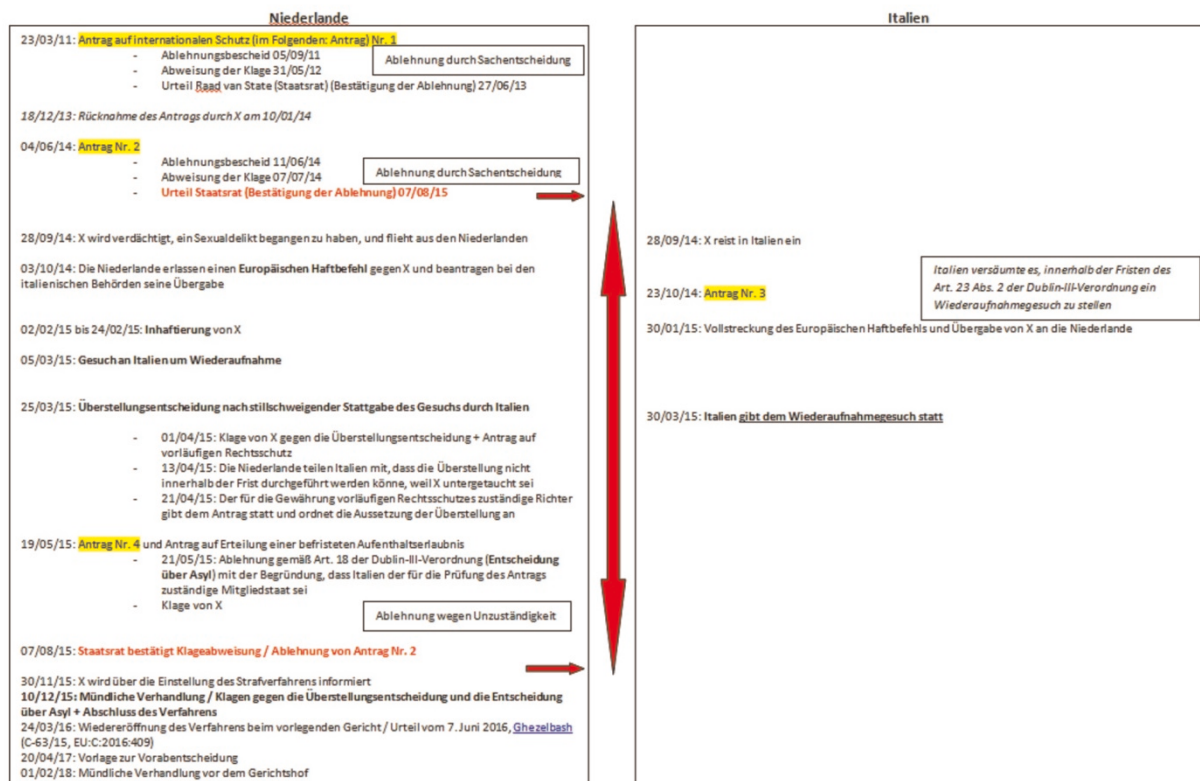 Niederlande
23/03/11: Antrag auf internationalen Schutz (im Folgenden: Antrag) Nr. 1
- Ablehnungsbescheid 05/09/11
- Abweisung der Klage 31/05/12
- Urteil Raad van State (Staatsrat) (Bestätigung der Ablehnung) 27/06/13
Ablehnung durch Sachentscheidung
18/12/13: Rücknahme des Antrags durch X am 10/01/14
04/06/14: Antrag Nr. 2
- Ablehnungsbescheid 11/06/14
- Abweisung der Klage 07/07/14
- Urteil Staatsrat (Bestätigung der Ablehnung) 07/08/15
Ablehnung durch Sachentscheidung
28/09/14: X wird verdächtigt, ein Sexualdelikt begangen zu haben, und flieht aus den Niederlanden
03/10/14: Die Niederlande erlassen einen Europäischen Haftbefehl gegen X und beantragen bei den
italienischen Behörden seine Übergabe
02/02/15 bis 24/02/15: Inhaftierung von X
05/03/15: Gesuch an Italien um Wiederaufnahme
25/03/15: Überstellungsentscheidung nach stillschweigender Stattgabe des Gesuchs durch Italien
- 01/04/15: Klage von X gegen die Überstellungsentscheidung + Antrag auf
vorläufigen Rechtsschutz
- 13/04/15: Die Niederlande teilen Italien mit, dass die Überstellung nicht
innerhalb der Frist durchgeführt werden könne, weil X untergetaucht sei
- 21/04/15: Der für die Gewährung vorläufigen Rechtsschutzes zuständige Richter
gibt dem Antrag statt und ordnet die Aussetzung der Überstellung an
19/05/15: Antrag Nr. 4 und Antrag auf Erteilung einer befristeten Aufenthaltserlaubnis
- 21/05/15: Ablehnung gemäß Art. 18 der Dublin-III-Verordnung (Entscheidung
über Asyl) mit der Begründung, dass Italien der für die Prüfung des Antrags
zuständige Mitgliedstaat sei
- Klage von X
Ablehnung wegen Unzuständigkeit
07/08/15: Staatsrat bestätigt Klageabweisung / Ablehnung von Antrag Nr. 2
30/11/15: X wird über die Einstellung des Strafverfahrens informiert
10/12/15: Mündliche Verhandlung / Klagen gegen die Überstellungsentscheidung und die Entscheidung
über Asyl + Abschluss des Verfahrens
24/03/16: Wiedereröffnung des Verfahrens beim vorlegenden Gericht / Urteil vom 7. Juni 2016, Ghezelbash
(C-63/15, EU:C:2016:409)
20/04/17: Vorlage zur Vorabentscheidung
01/02/18: Mündliche Verhandlung vor dem Gerichtshof
Italien
28/09/14: X reist in Italien ein
23/10/14: Antrag Nr. 3
Italien versäumte es, innerhalb der Fristen des
Art. 23 Abs. 2 der Dublin-III-Verordnung ein
Wiederaufnahmegesuch zu stellen
30/01/15: Vollstreckung des Europäischen Haftbefehls und Übergabe von X an die Niederlande
30/03/15: Italien gibt dem Wiederaufnahmegesuch statt